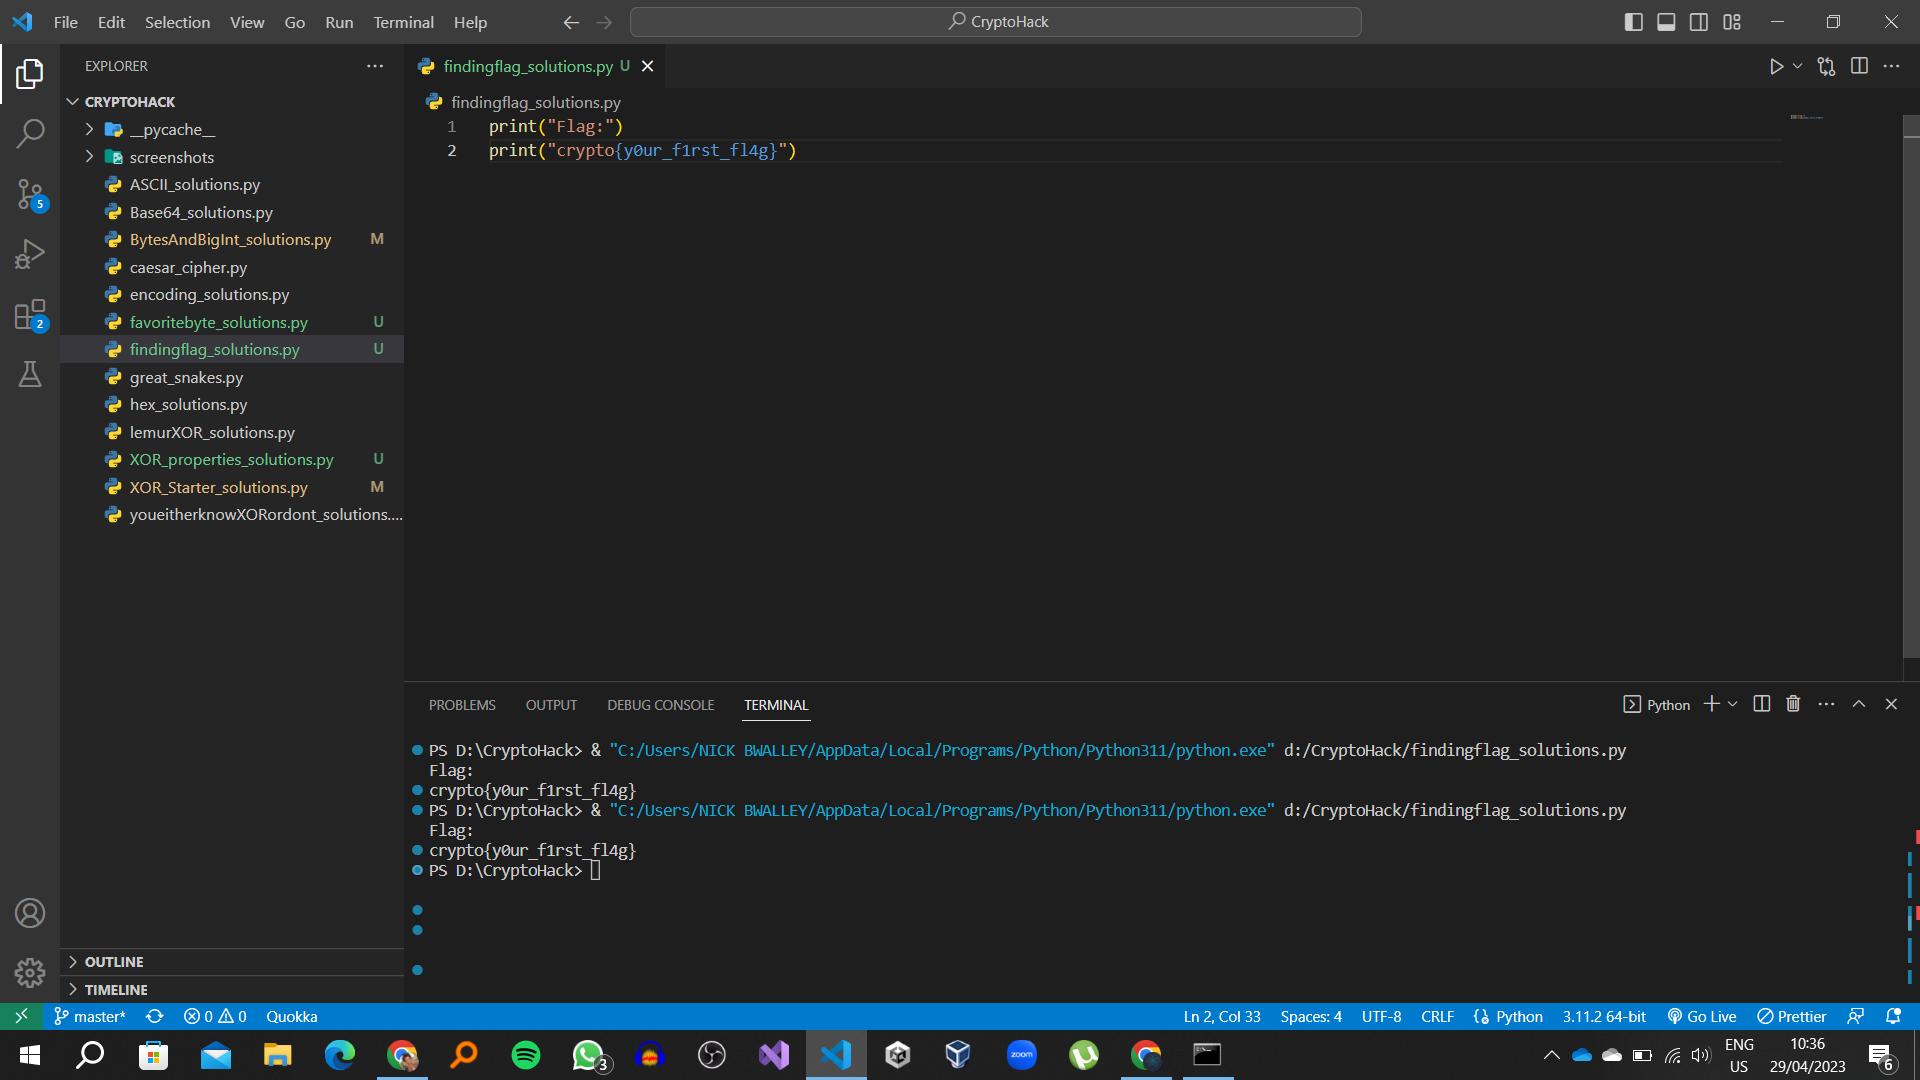 File Edit Selection View Go Run Terminal Help
CryptoHack
EXPLORER
CRYPTOHACK
__pycache__
screenshots
ASCII_solutions.py
Base64_solutions.py
BytesAndBigInt_solutions.py M
caesar_cipher.py
encoding_solutions.py
favoritebyte_solutions.py U
findingflag_solutions.py U
great_snakes.py
hex_solutions.py
lemurXOR_solutions.py
XOR_properties_solutions.py U
XOR_Starter_solutions.py M
youeitherknowXORordont_solutions....
5
2
OUTLINE
TIMELINE
findingflag_solutions.py U
findingflag_solutions.py
1 print("Flag:")
2 print("crypto{y0ur_f1rst_fl4g}")
PROBLEMS OUTPUT DEBUG CONSOLE TERMINAL
Python
PS D:\CryptoHack> & "C:/Users/NICK BWALLEY/AppData/Local/Programs/Python/Python311/python.exe" d:/CryptoHack/findingflag_solutions.py
Flag:
crypto{y0ur_f1rst_fl4g}
PS D:\CryptoHack> & "C:/Users/NICK BWALLEY/AppData/Local/Programs/Python/Python311/python.exe" d:/CryptoHack/findingflag_solutions.py
Flag:
crypto{y0ur_f1rst_fl4g}
PS D:\CryptoHack>
master* 0 0 Quokka
Ln 2, Col 33 Spaces: 4 UTF-8 CRLF Python 3.11.2 64-bit Go Live Prettier
3
zoom
ENG
US
10:36
29/04/2023
6